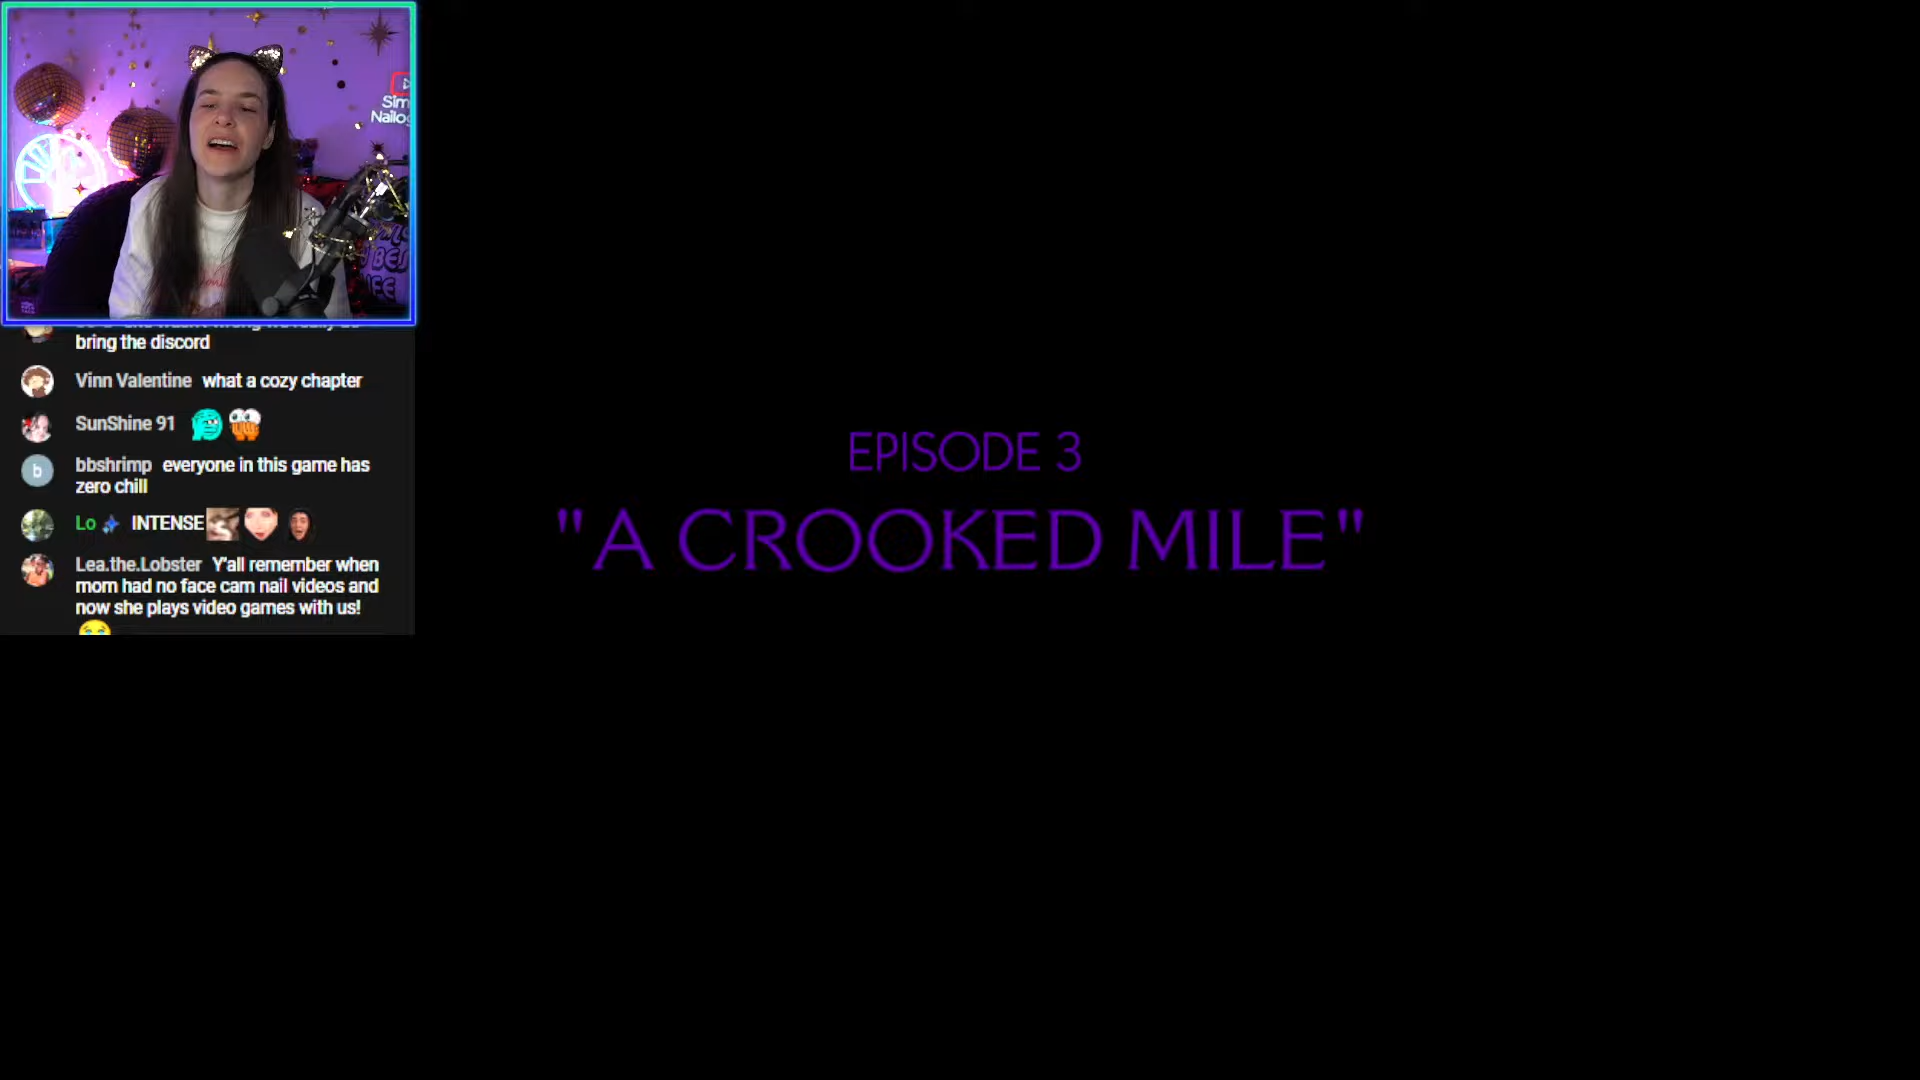 Sim
Nailo
bring the discord
Vinn Valentine what a cozy chapter
SunShine 91
b
bbshrimp everyone in this game has
zero chill
Lo INTENSE
Lea.the.Lobster Y'all remember when
mom had no face cam nail videos and
now she plays video games with us!
EPISODE 3
"A CROOKED MILE"